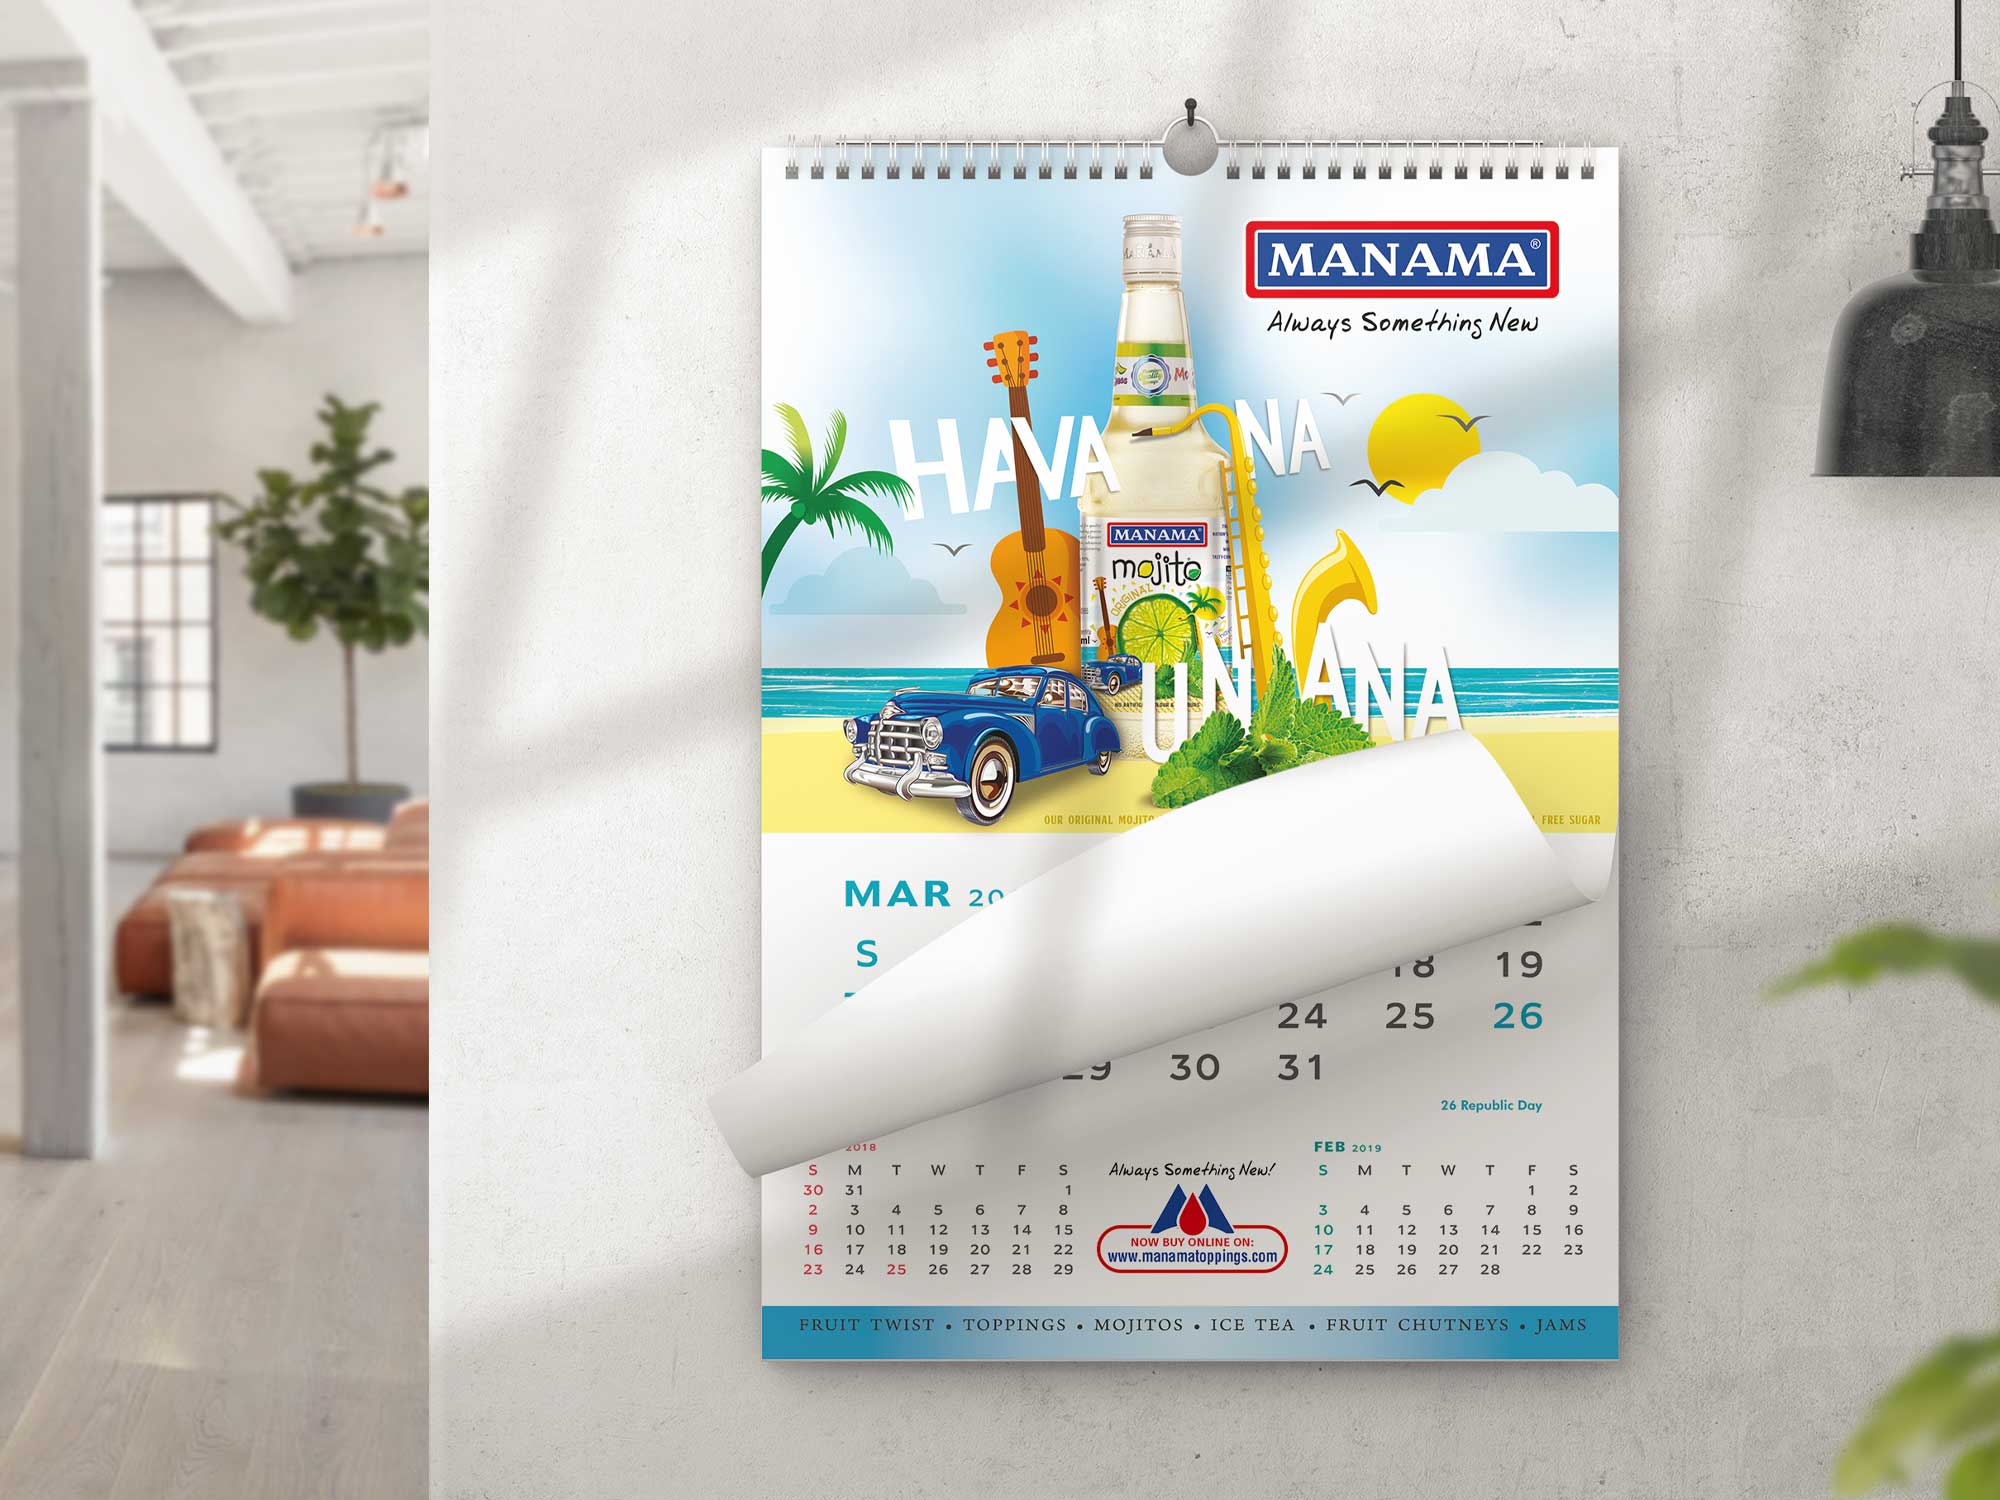 MANAMA®
Always Something New
MANAMA
HAVA NA
MANAMA
mojito
ORIGINAL
UN ANA
OUR ORIGINAL MOJITO
FREE SUGAR
MAR 20
S
18 19
24 25 26
29 30 31
26 Republic Day
2018
S M T W T F S
30 31 1
2 3 4 5 6 7 8
9 10 11 12 13 14 15
16 17 18 19 20 21 22
23 24 25 26 27 28 29
Always Something New!
NOW BUY ONLINE ON:
www.manamatoppings.com
FEB 2019
S M T W T F S
1 2
3 4 5 6 7 8 9
10 11 12 13 14 15 16
17 18 19 20 21 22 23
24 25 26 27 28
FRUIT TWIST • TOPPINGS • MOJITOS • ICE TEA • FRUIT CHUTNEYS • JAMS